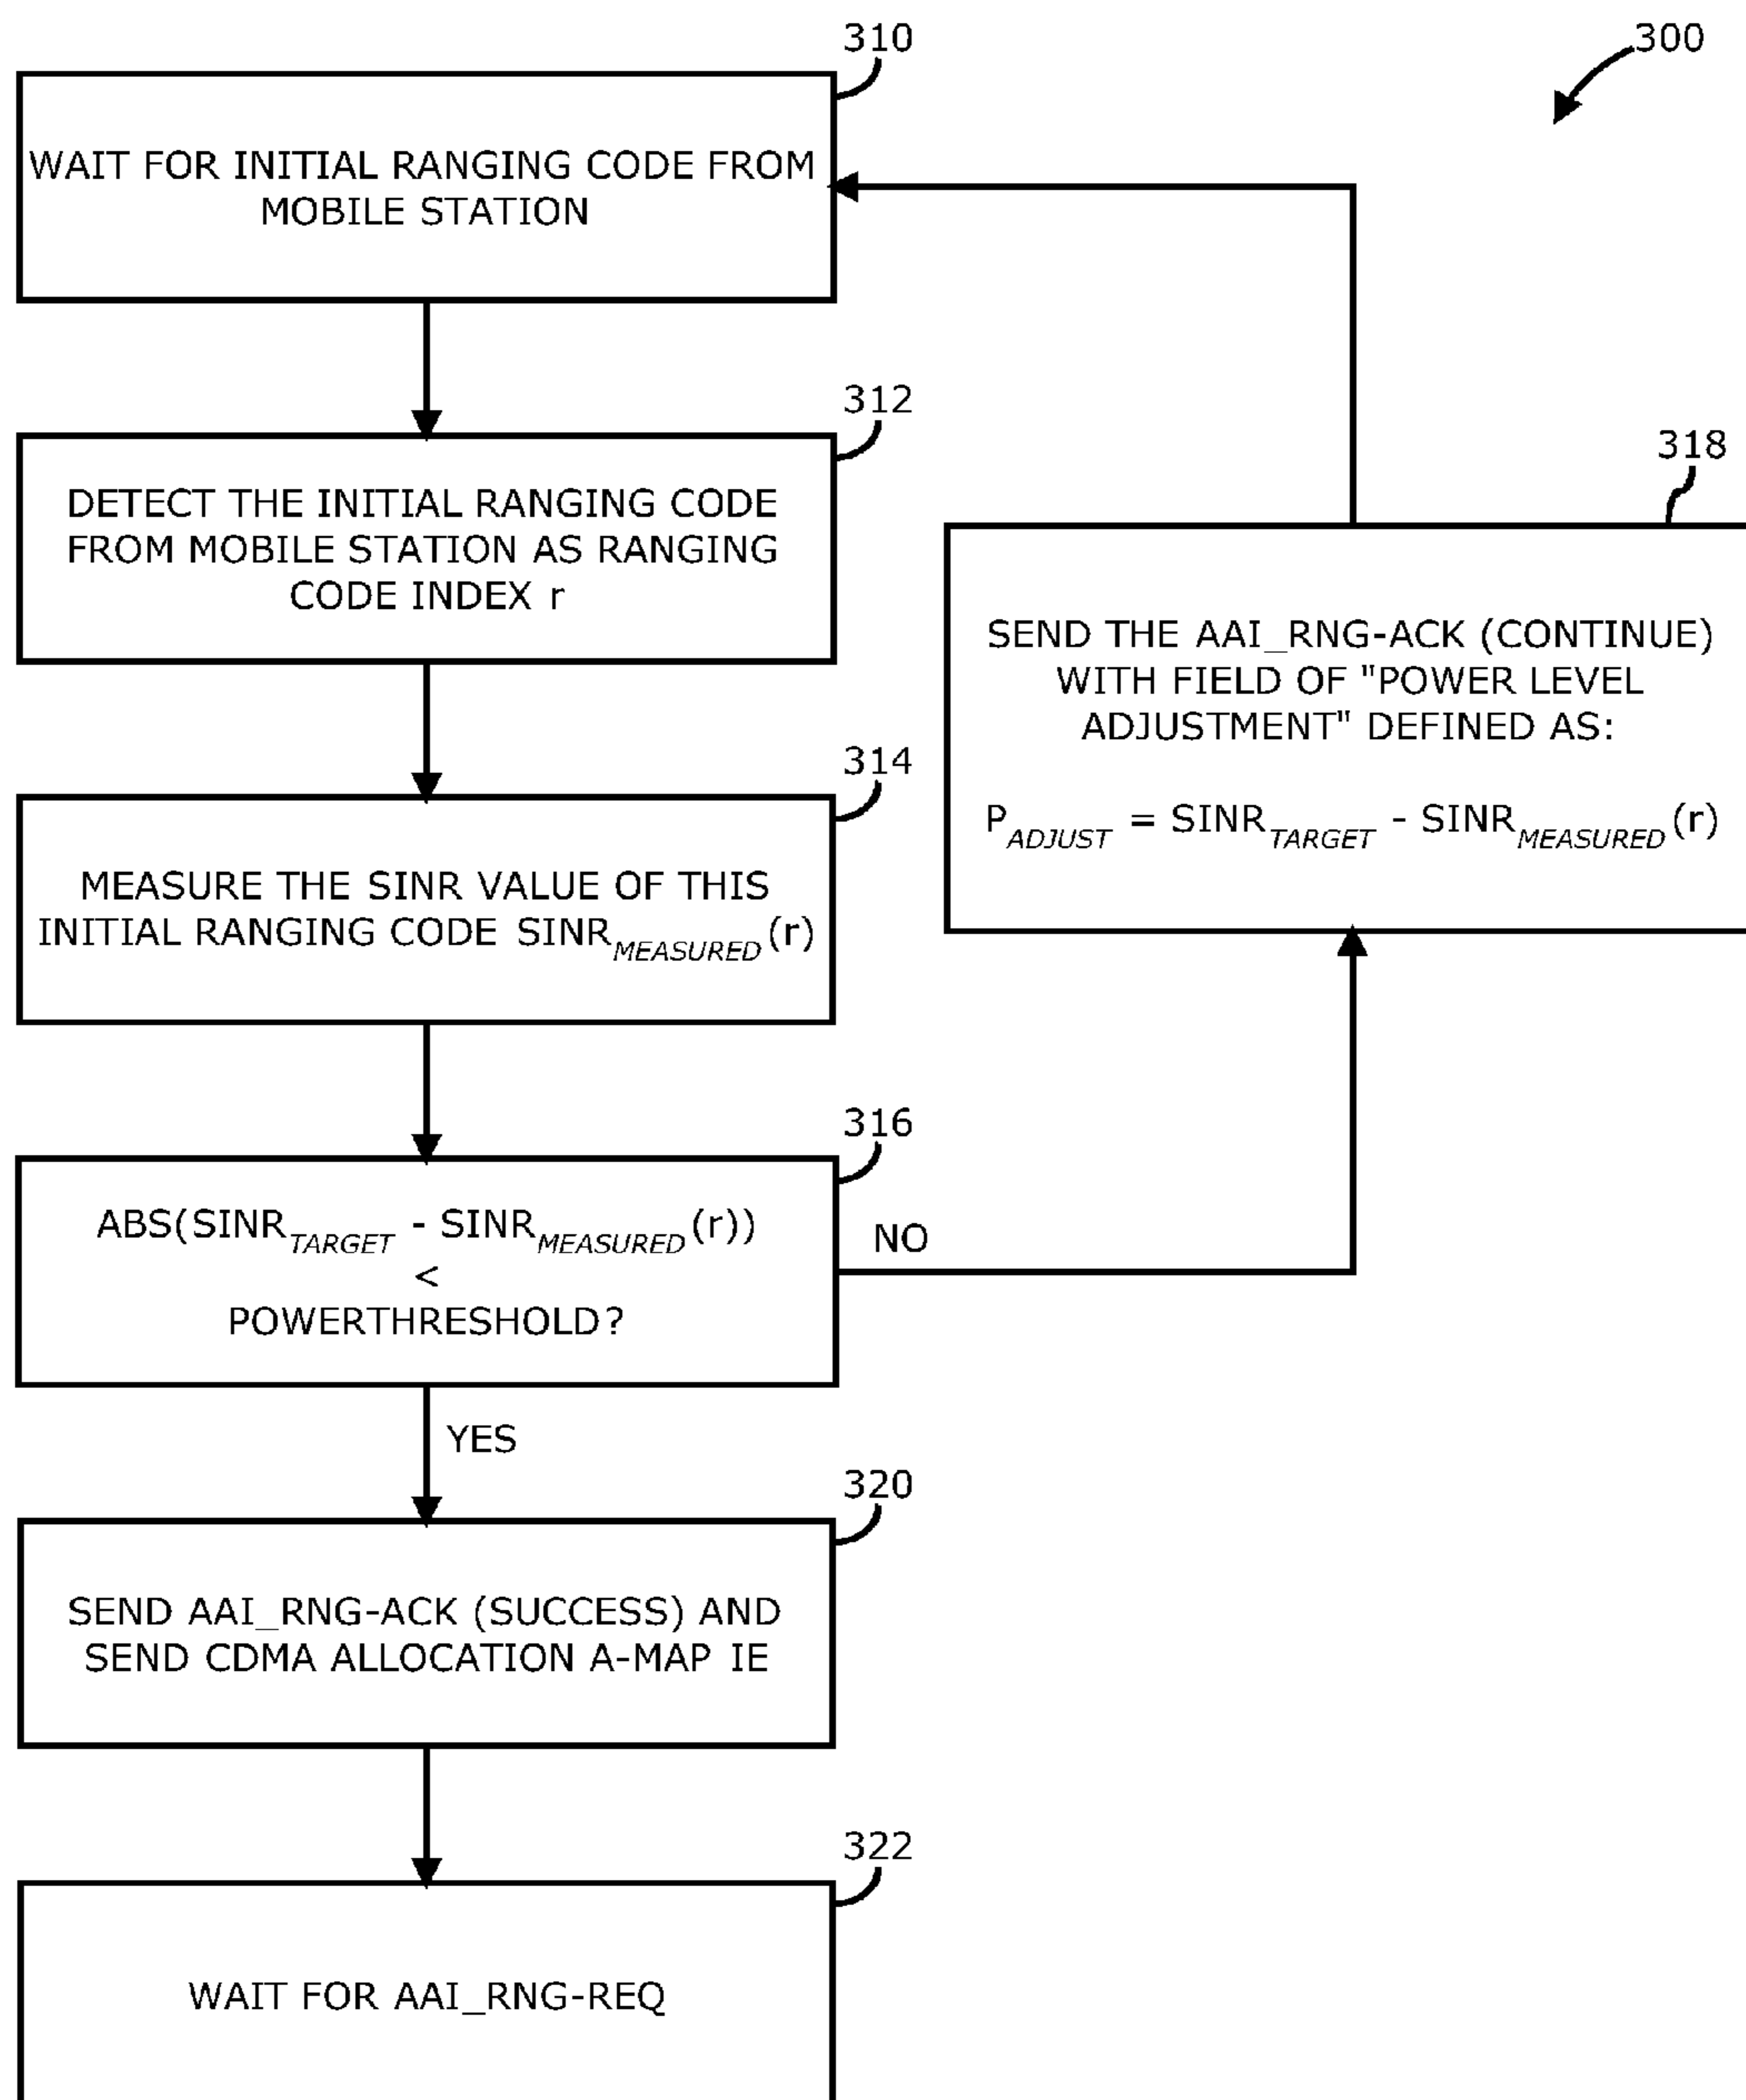 300
310
WAIT FOR INITIAL RANGING CODE FROM
MOBILE STATION
312
DETECT THE INITIAL RANGING CODE
FROM MOBILE STATION AS RANGING
CODE INDEX r
314
MEASURE THE SINR VALUE OF THIS
INITIAL RANGING CODE SINR_MEASURED(r)
316
ABS(SINR_TARGET - SINR_MEASURED(r))
<
POWERTHRESHOLD?
NO
318
SEND THE AAI_RNG-ACK (CONTINUE)
WITH FIELD OF "POWER LEVEL
ADJUSTMENT" DEFINED AS:
P_ADJUST = SINR_TARGET - SINR_MEASURED(r)
YES
320
SEND AAI_RNG-ACK (SUCCESS) AND
SEND CDMA ALLOCATION A-MAP IE
322
WAIT FOR AAI_RNG-REQ